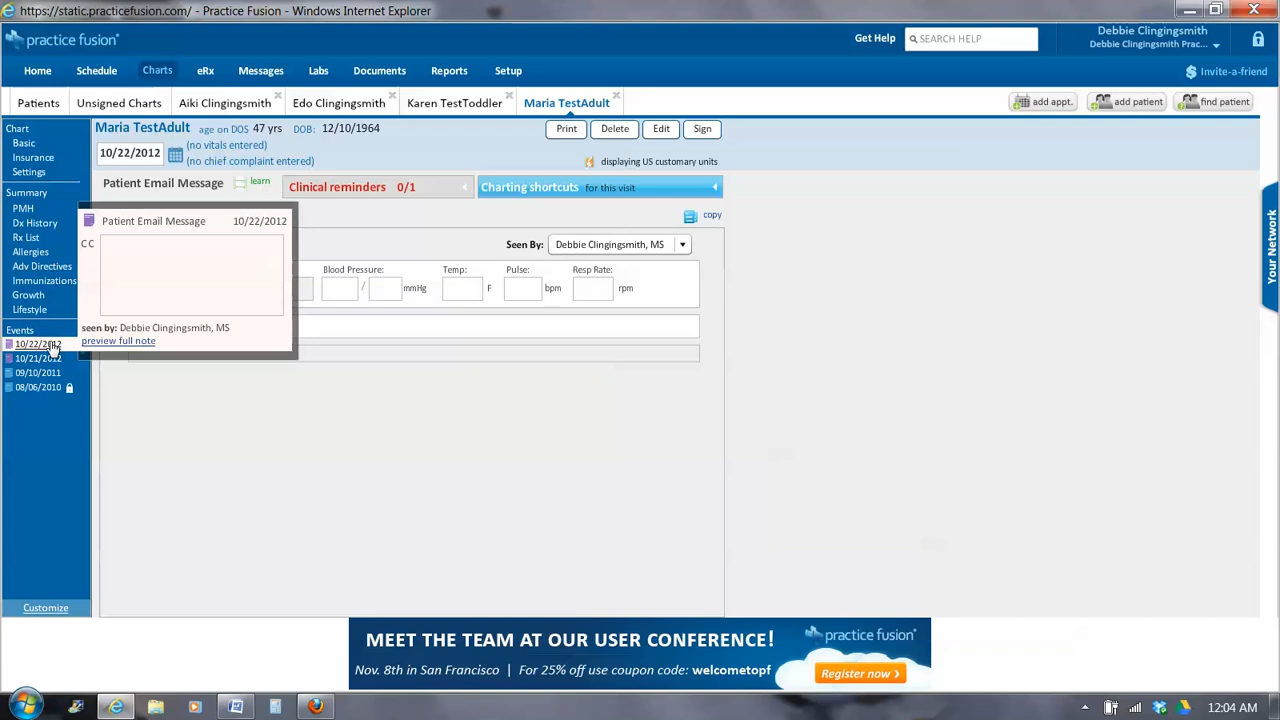 https://static.practicefusion.com/ - Practice Fusion - Windows Internet Explorer
practice fusion
Get Help
SEARCH HELP
Debbie Clingingsmith
Debbie Clingingsmith Prac...
Home Schedule Charts eRx Messages Labs Documents Reports Setup
Invite-a-friend
Patients Unsigned Charts Aiki Clingingsmith Edo Clingingsmith Karen TestToddler Maria TestAdult
add appt. add patient find patient
Chart
Basic
Insurance
Settings
Summary
PMH
Dx History
Rx List
Allergies
Adv Directives
Immunizations
Growth
Lifestyle
Events
10/22/2012
10/21/2012
09/10/2011
08/06/2010
Customize
Maria TestAdult age on DOS 47 yrs DOB: 12/10/1964
Print Delete Edit Sign
10/22/2012
(no vitals entered)
(no chief complaint entered)
displaying US customary units
Patient Email Message learn
Clinical reminders 0/1
Charting shortcuts for this visit
copy
Patient Email Message 10/22/2012
CC
seen by: Debbie Clingingsmith, MS
preview full note
Seen By: Debbie Clingingsmith, MS
Blood Pressure: Temp: Pulse: Resp Rate:
/ mmHg F bpm rpm
Your Network
MEET THE TEAM AT OUR USER CONFERENCE!
Nov. 8th in San Francisco | For 25% off use coupon code: welcometopf
practice fusion
Register now
12:04 AM